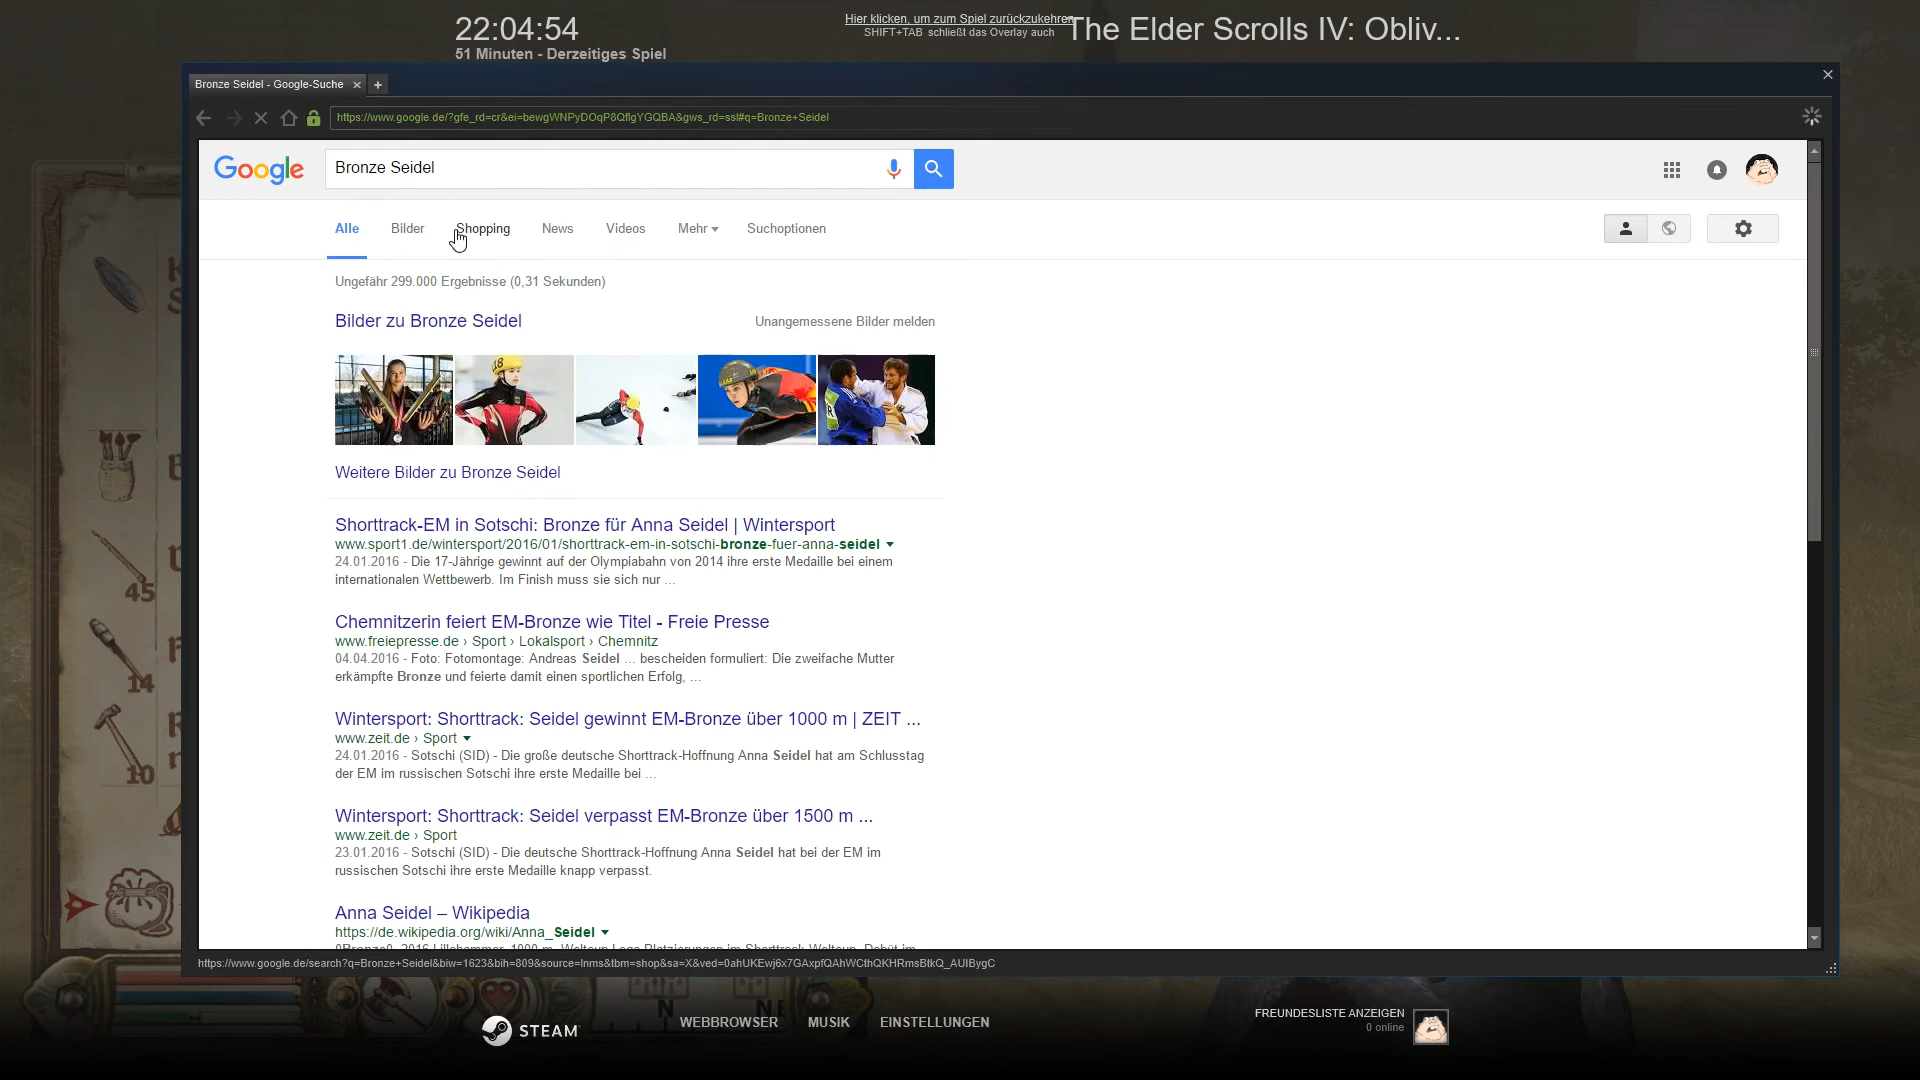 22:04:54
51 Minuten - Derzeitiges Spiel
Hier klicken, um zum Spiel zurückzukehren
SHIFT+TAB schließt das Overlay auch
The Elder Scrolls IV: Obliv...
Bronze Seidel - Google-Suche
https://www.google.de/?gfe_rd=cr&ei=bewgWNPyDOqP8QflgYGQBA&gws_rd=ssl#q=Bronze+Seidel
Google
Bronze Seidel
Alle Bilder Shopping News Videos Mehr Suchoptionen
Ungefähr 299.000 Ergebnisse (0,31 Sekunden)
Bilder zu Bronze Seidel
Unangemessene Bilder melden
Weitere Bilder zu Bronze Seidel
Shorttrack-EM in Sotschi: Bronze für Anna Seidel | Wintersport
www.sport1.de/wintersport/2016/01/shorttrack-em-in-sotschi-bronze-fuer-anna-seidel
24.01.2016 - Die 17-Jährige gewinnt auf der Olympiabahn von 2014 ihre erste Medaille bei einem
internationalen Wettbewerb. Im Finish muss sie sich nur ...
Chemnitzerin feiert EM-Bronze wie Titel - Freie Presse
www.freiepresse.de › Sport › Lokalsport › Chemnitz
04.04.2016 - Foto: Fotomontage: Andreas Seidel ... bescheiden formuliert: Die zweifache Mutter
erkämpfte Bronze und feierte damit einen sportlichen Erfolg, ...
Wintersport: Shorttrack: Seidel gewinnt EM-Bronze über 1000 m | ZEIT ...
www.zeit.de › Sport
24.01.2016 - Sotschi (SID) - Die große deutsche Shorttrack-Hoffnung Anna Seidel hat am Schlusstag
der EM im russischen Sotschi ihre erste Medaille bei ...
Wintersport: Shorttrack: Seidel verpasst EM-Bronze über 1500 m ...
www.zeit.de › Sport
23.01.2016 - Sotschi (SID) - Die deutsche Shorttrack-Hoffnung Anna Seidel hat bei der EM im
russischen Sotschi ihre erste Medaille knapp verpasst.
Anna Seidel – Wikipedia
https://de.wikipedia.org/wiki/Anna_Seidel
https://www.google.de/search?q=Bronze+Seidel&biw=1623&bih=809&source=lnms&tbm=shop&sa=X&ved=0ahUKEwj6x7GAxpfQAhWCthQKHRmsBtkQ_AUIBygC
45
14
10
N
STEAM
WEBBROWSER MUSIK EINSTELLUNGEN
FREUNDESLISTE ANZEIGEN
0 online